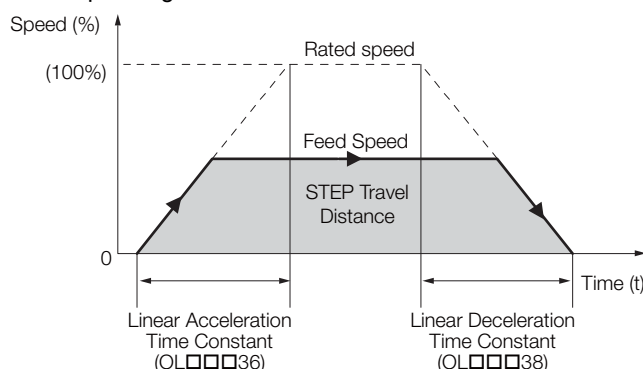 Speed (%)
Rated speed
(100%)
Feed Speed
STEP Travel
Distance
0
Time (t)
Linear Acceleration
Time Constant
(OL□□□36)
Linear Deceleration
Time Constant
(OL□□□38)